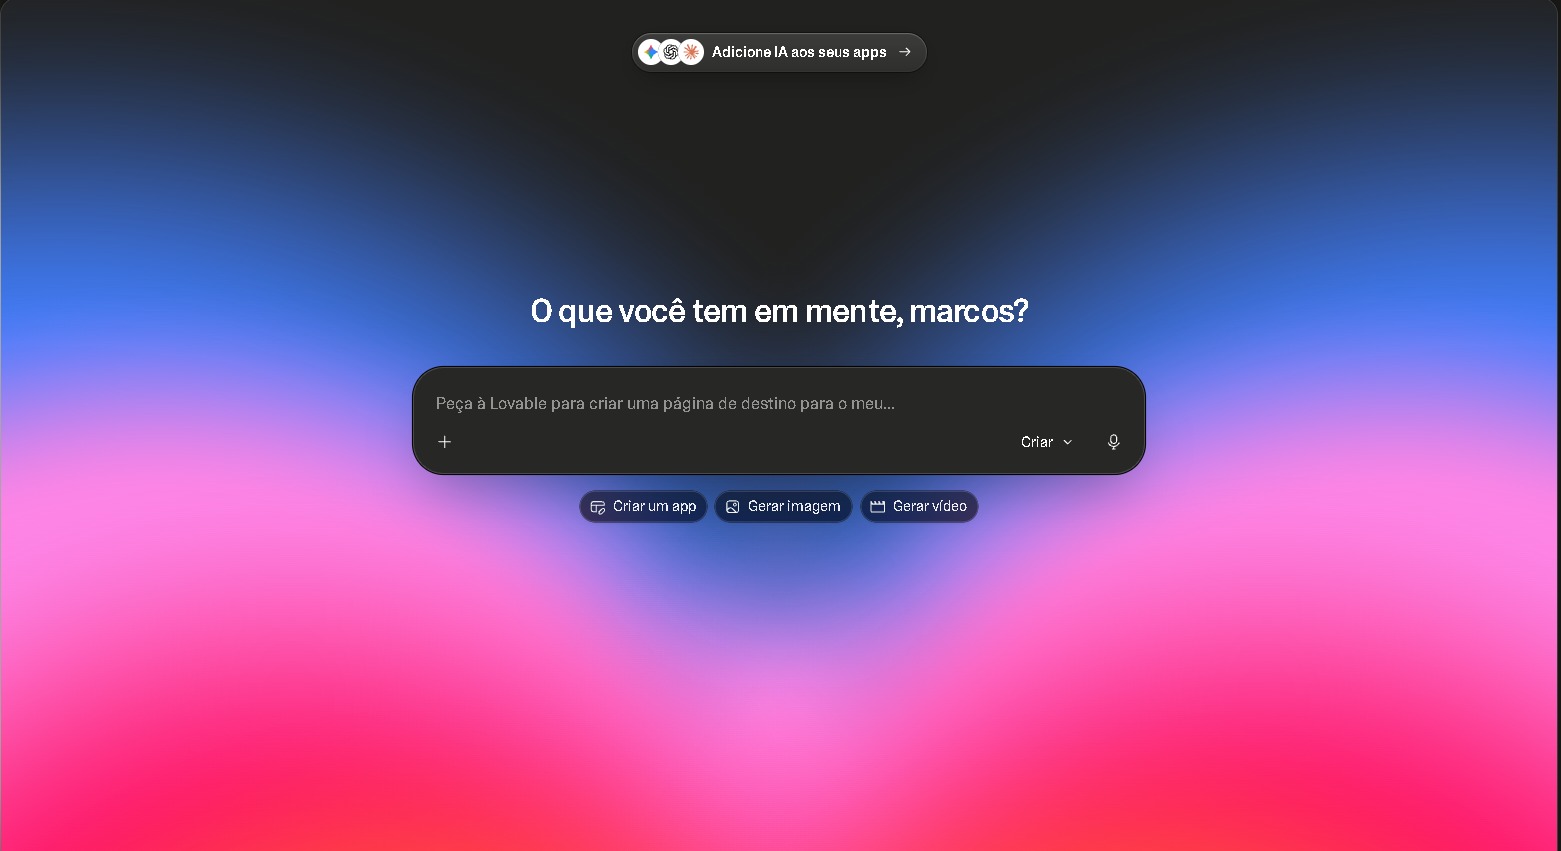 Adicione IA aos seus apps
O que você tem em mente, marcos?
Peça à Lovable para criar uma página de destino para o meu...
Criar
Criar um app
Gerar imagem
Gerar vídeo